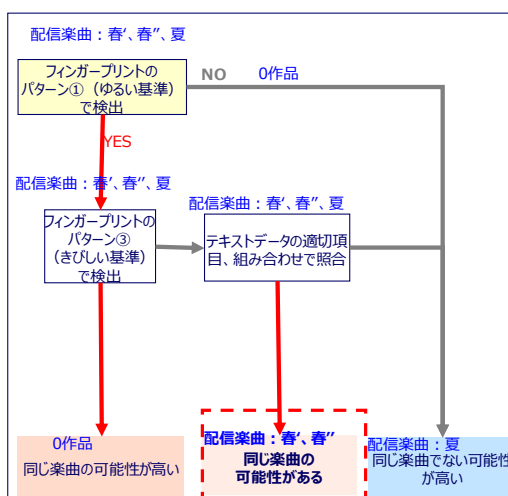 配信楽曲：春‘、春‘’、夏
フィンガープリントの
パターン①（ゆるい基準）
で検出
NO
0作品
YES
配信楽曲：春‘、春‘’、夏
フィンガープリントの
パターン③
（きびしい基準）
で検出
配信楽曲：春‘、春‘’、夏
テキストデータの適切項
目、組み合わせで照合
0作品
同じ楽曲の可能性が高い
配信楽曲：春‘、春‘’
同じ楽曲の
可能性がある
配信楽曲：夏
同じ楽曲でない可能性
が高い